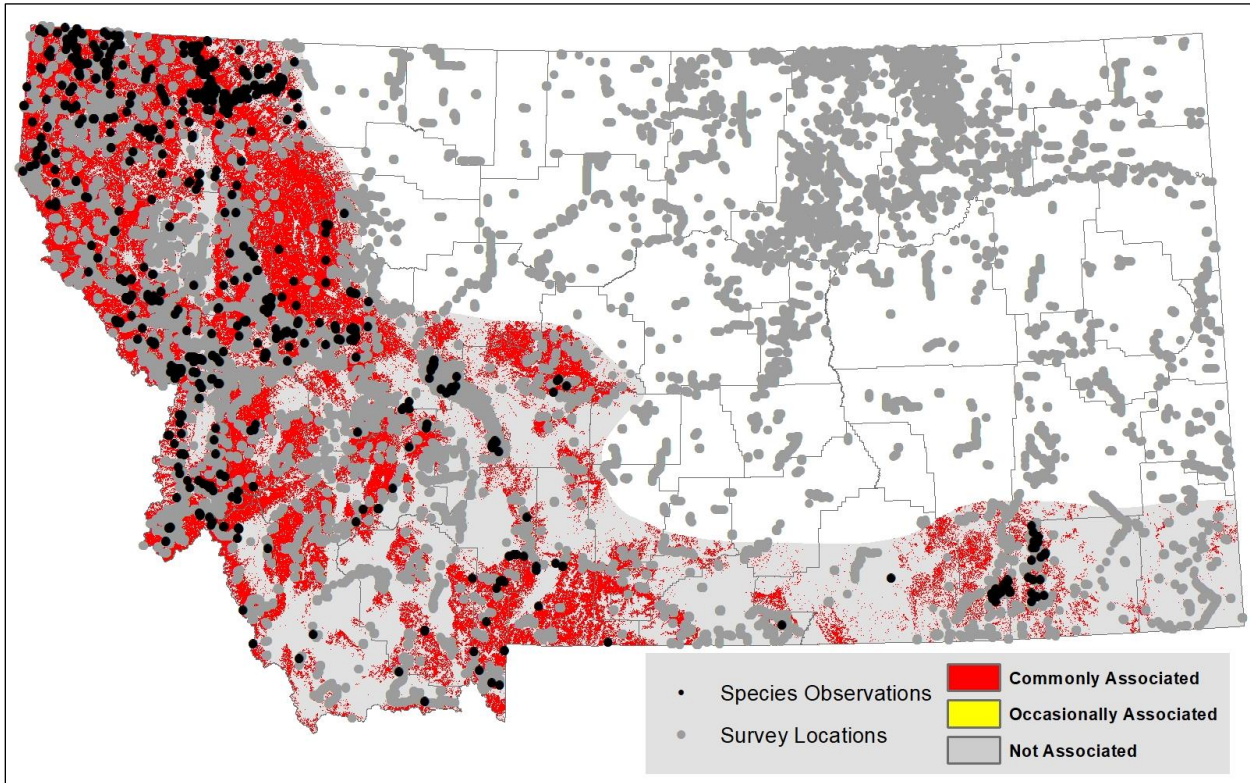 Species Observations
Survey Locations
Commonly Associated
Occasionally Associated
Not Associated